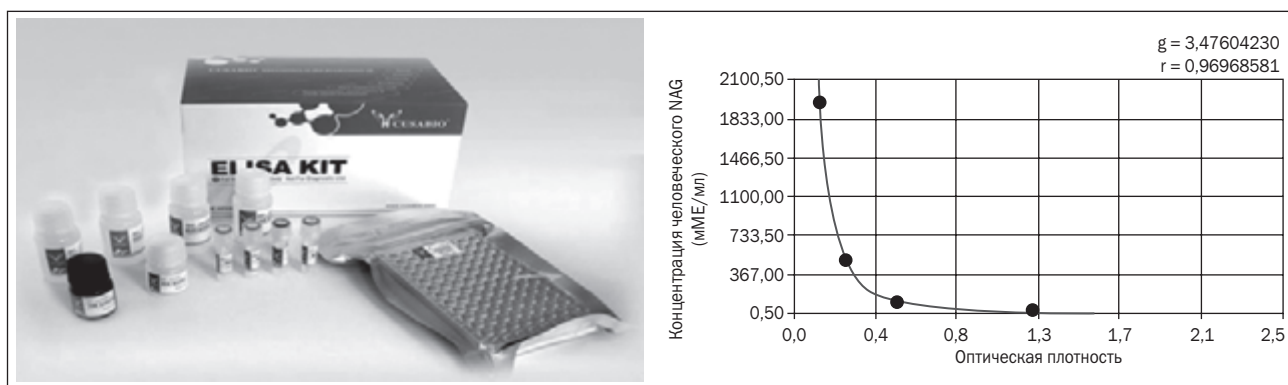 CUSABIO
ELISA KIT
g = 3,47604230
r = 0,96968581
Концентрация человеческого NAG
(мМЕ/мл)
2100,50
1833,00
1466,50
1100,00
733,50
367,00
0,50
0,0 0,4 0,8 1,3 1,7 2,1 2,5
Оптическая плотность